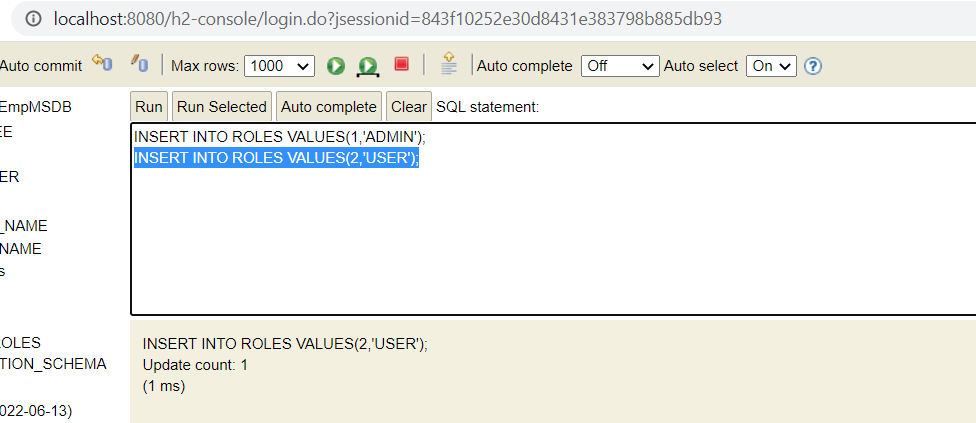 localhost:8080/h2-console/login.do?jsessionid=843f10252e30d8431e383798b885db93
Auto commit Max rows: 1000 Auto complete Off Auto select On ?
EmpMSDB
EE
ER
_NAME
NAME
s
OLES
TION_SCHEMA
022-06-13)
Run Run Selected Auto complete Clear SQL statement:
INSERT INTO ROLES VALUES(1,'ADMIN');
INSERT INTO ROLES VALUES(2,'USER');
INSERT INTO ROLES VALUES(2,'USER');
Update count: 1
(1 ms)